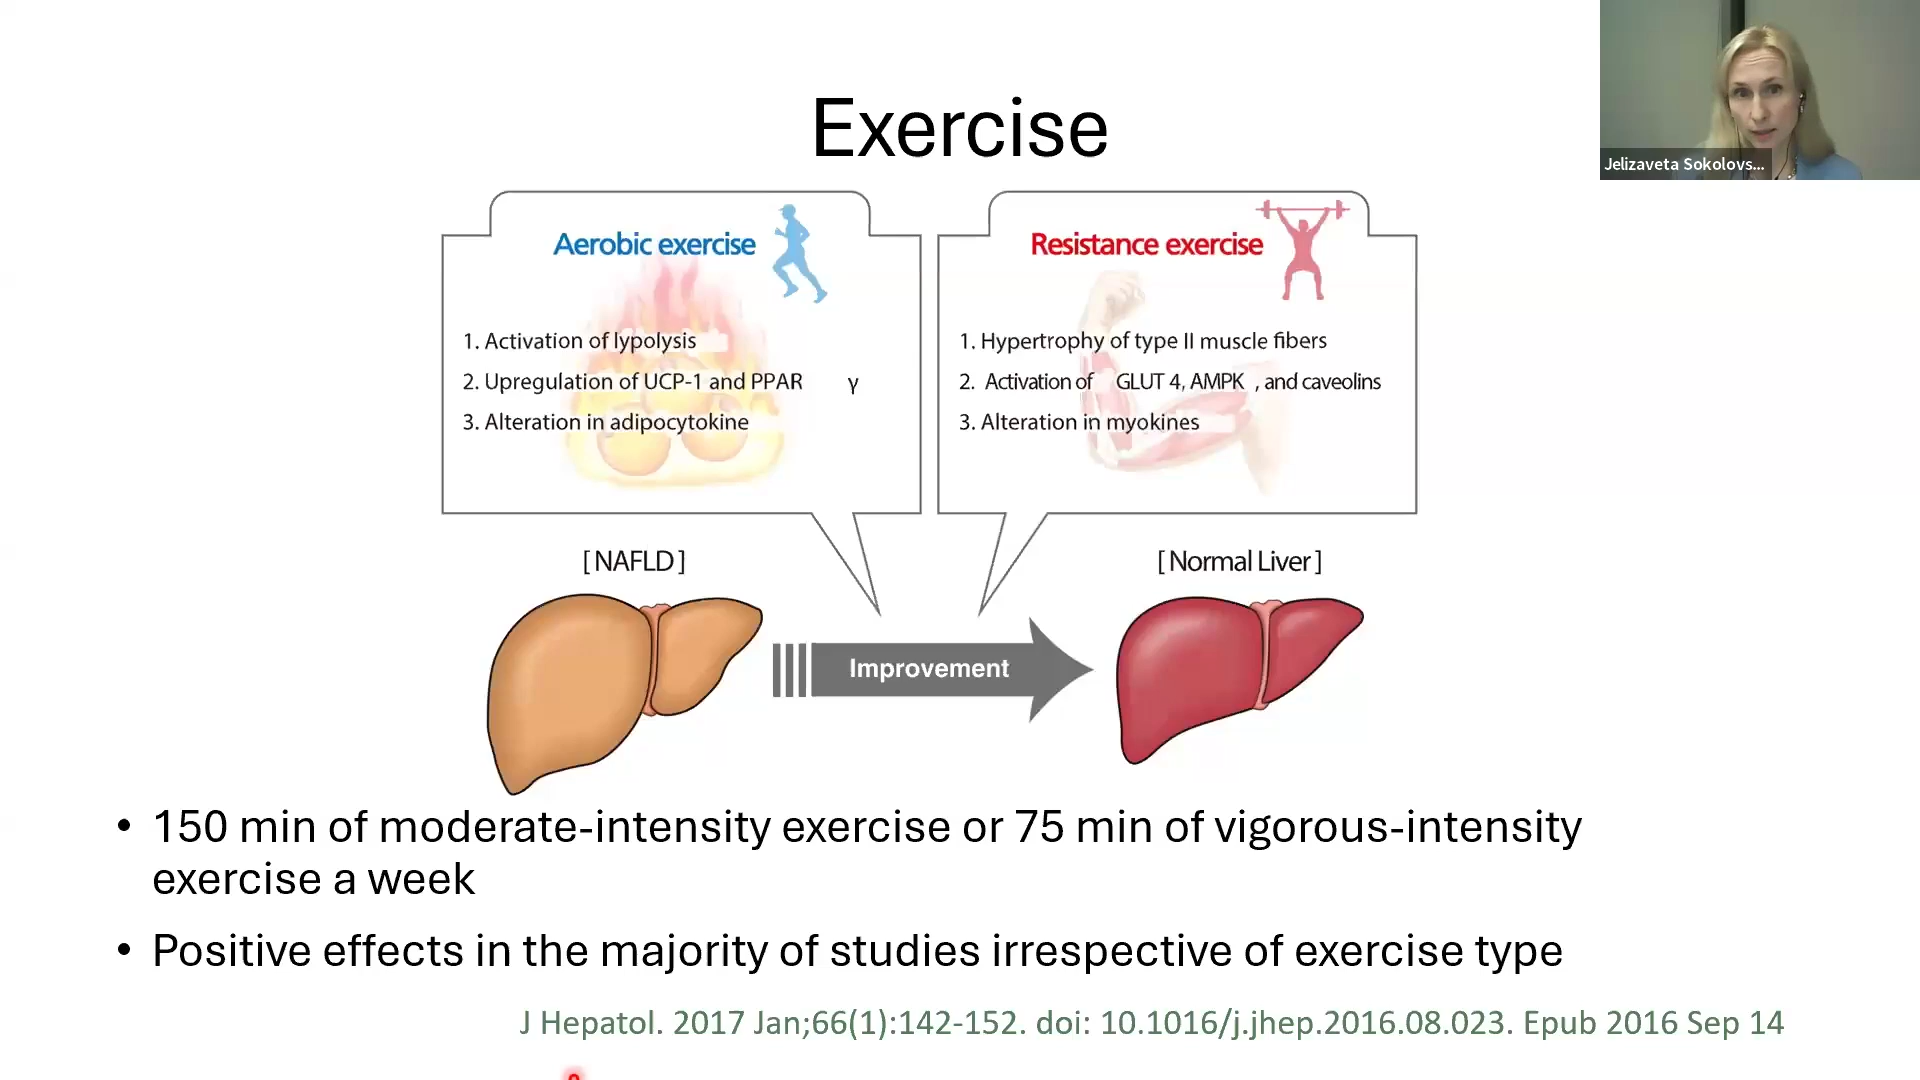 Exercise
Jelizaveta Sokolovs...
Aerobic exercise
1. Activation of lypolysis
2. Upregulation of UCP-1 and PPAR γ
3. Alteration in adipocytokine
Resistance exercise
1. Hypertrophy of type II muscle fibers
2. Activation of GLUT 4, AMPK , and caveolins
3. Alteration in myokines
[ NAFLD ]
[ Normal Liver ]
Improvement
• 150 min of moderate-intensity exercise or 75 min of vigorous-intensity
exercise a week
• Positive effects in the majority of studies irrespective of exercise type
J Hepatol. 2017 Jan;66(1):142-152. doi: 10.1016/j.jhep.2016.08.023. Epub 2016 Sep 14